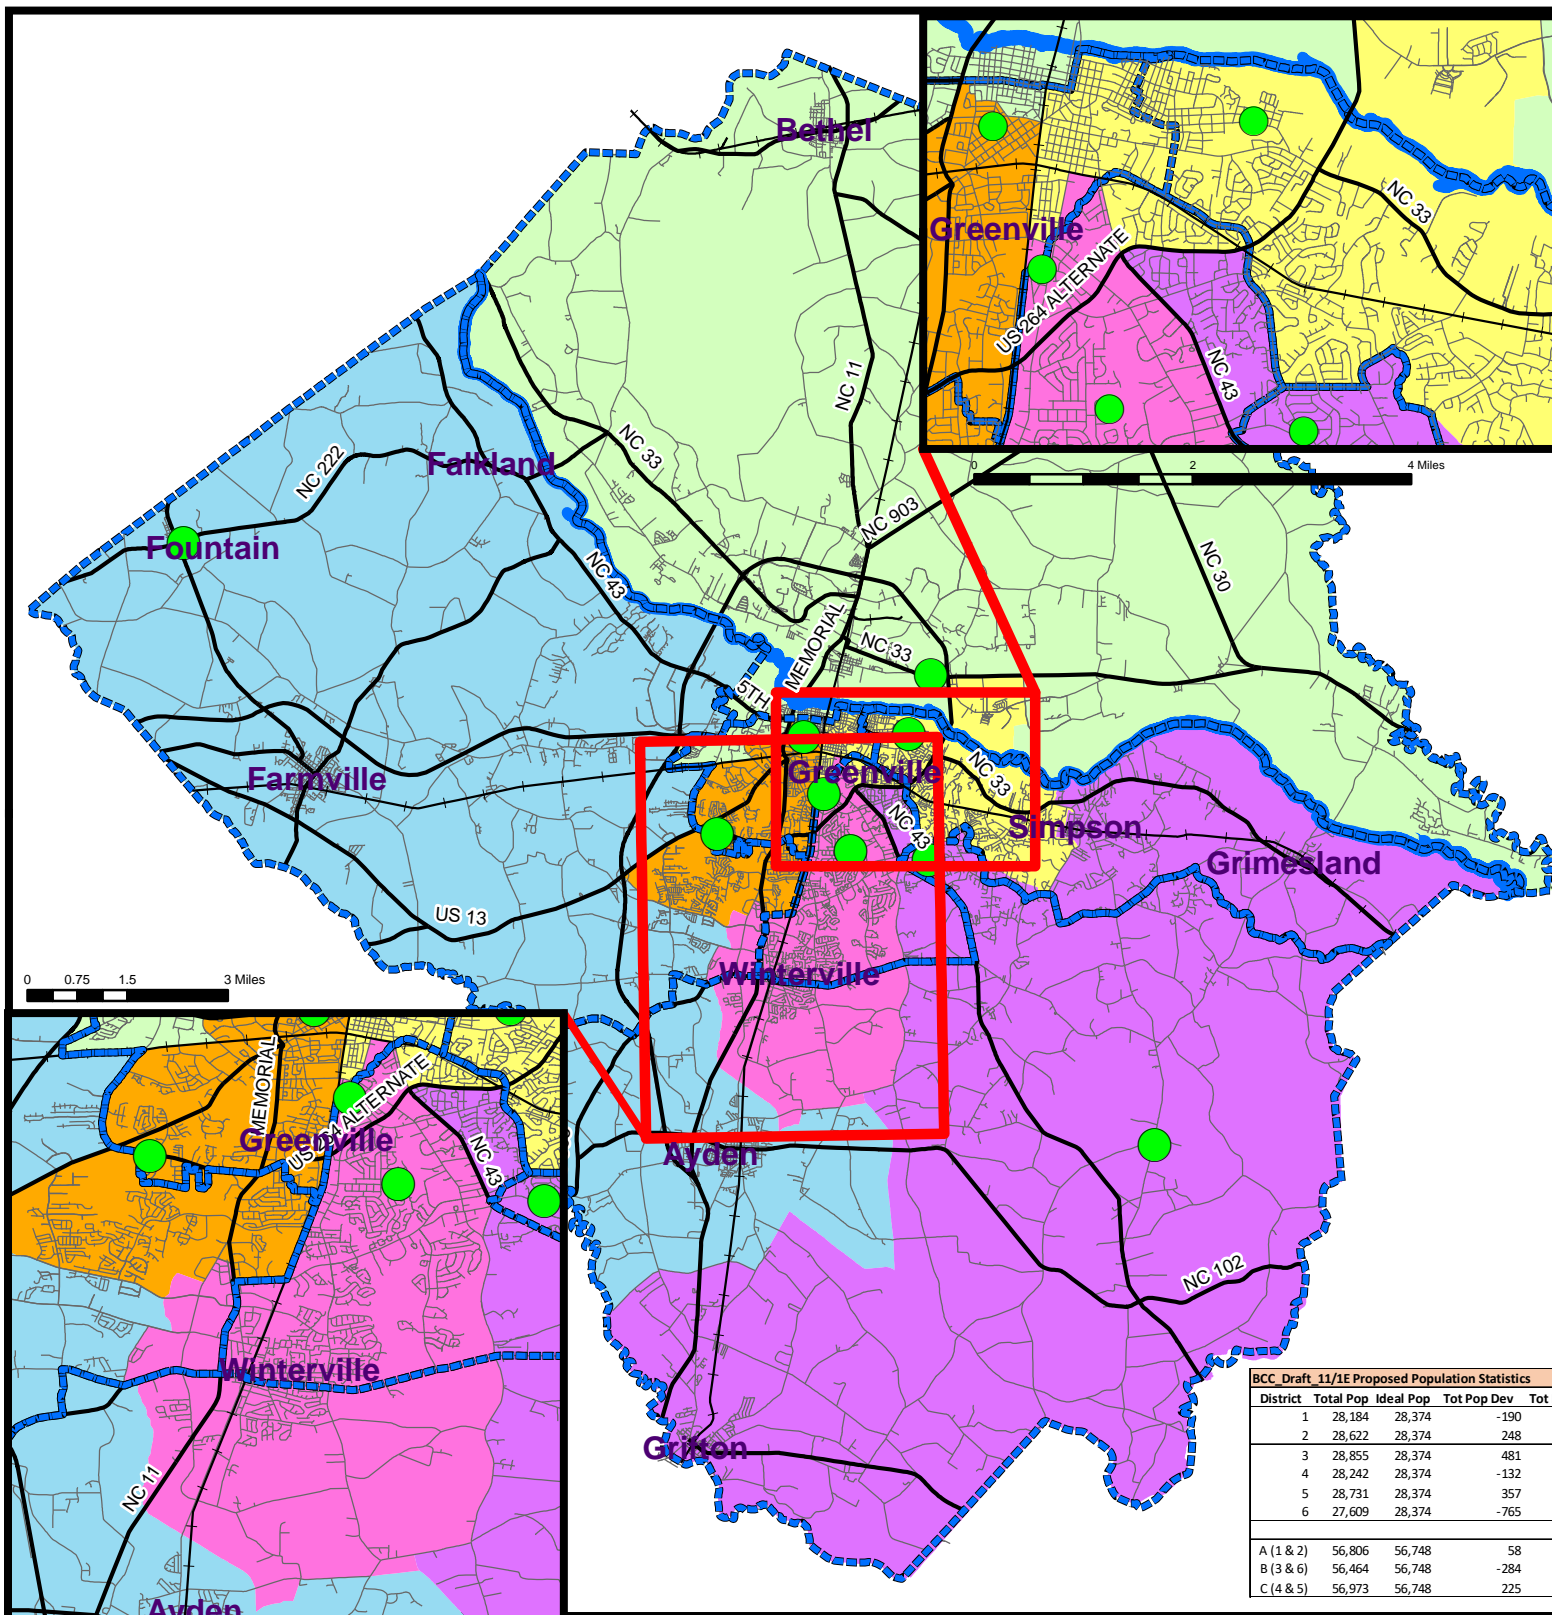 Bethel
NC 33
Greenville
US 264 ALTERNATE
NC 43
0 2 4 Miles
NC 11
NC 33
Falkland
NC 222
NC 903
Fountain
NC 43
NC 30
MEMORIAL
NC 33
5TH
Farmville
Greenville
NC 33
NC 43
Simpson
Grimesland
US 13
Winterville
0 0.75 1.5 3 Miles
MEMORIAL
US 264 ALTERNATE
Greenville
NC 43
Ayden
Winterville
NC 102
NC 11
Grifton
Ayden
BCC_Draft_11/1E Proposed Population Statistics
District Total Pop Ideal Pop Tot Pop Dev Tot
1 28,184 28,374 -190
2 28,622 28,374 248
3 28,855 28,374 481
4 28,242 28,374 -132
5 28,731 28,374 357
6 27,609 28,374 -765
A (1 & 2) 56,806 56,748 58
B (3 & 6) 56,464 56,748 -284
C (4 & 5) 56,973 56,748 225